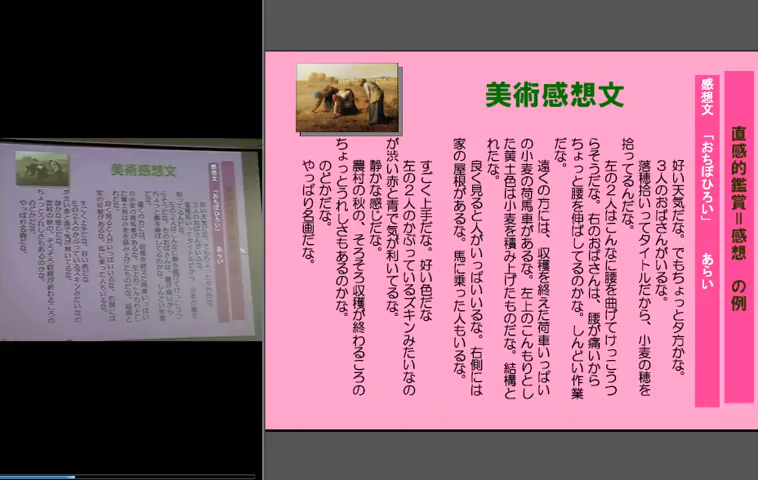 直感的鑑賞＝感想　の例
感想文　「おちぼひろい」　　あらい
美術感想文
好い天気だな。でもちょっと夕方かな。
３人のおばさんがいるな。
落穂拾いってタイトルだから、小麦の穂を
拾ってるんだな。
左の２人はこんなに腰を曲げてけっこうつ
らそうだな。右のおばさんは、腰が痛いから
ちょっと腰を伸ばしてるのかな。しんどい作業
だな。
遠くの方には、収穫を終えた荷車いっぱい
の小麦の荷馬車があるな。左上のこんもりとし
た黄土色は小麦を積み上げたものだな。結構と
れたな。
良く見ると人がいっぱいいるな。右側には
家の屋根があるな。馬に乗った人もいるな。
すごく上手だな。好い色だな
左の２人のかぶっているズキンみたいなの
が渋い赤と青で気が利いてるな。
静かな感じだな。
農村の秋の、そろそろ収穫が終わるころの
ちょっとうれしさもあるのかな。
のどかだな。
やっぱり名画だな。